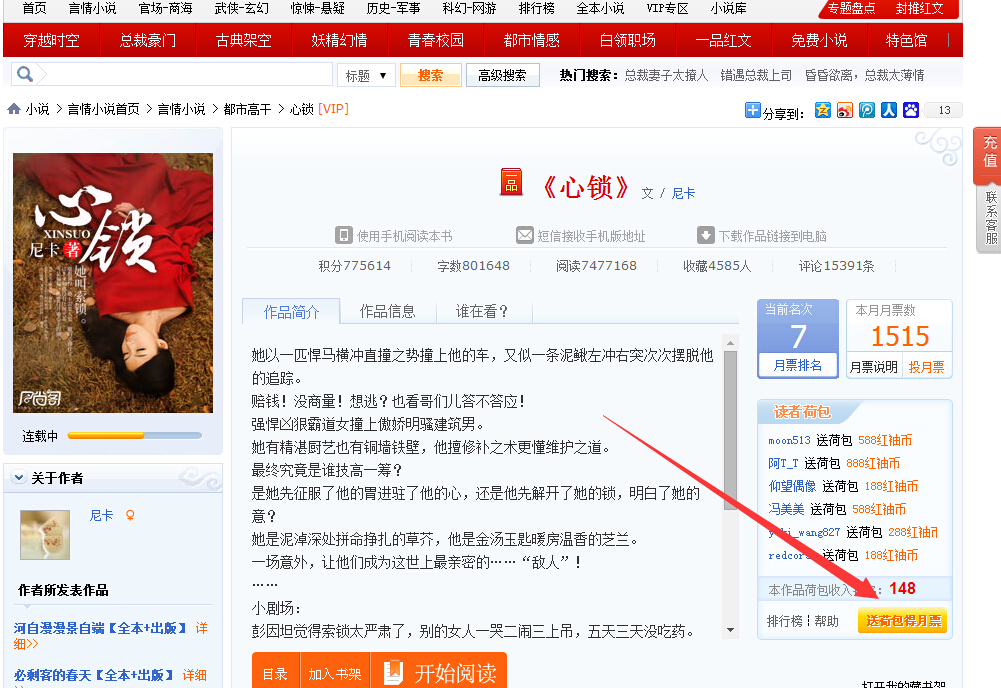 首页 言情小说 官场-商海 武侠-玄幻 惊悚-悬疑 历史-军事 科幻-网游 排行榜 全本小说 VIP专区 小说库 专题盘点 封推红文
穿越时空 总裁豪门 古典架空 妖精幻情 青春校园 都市情感 白领职场 一品红文 免费小说 特色馆
标题 ▼ 搜索 高级搜索 热门搜索: 总裁妻子太撩人 错遇总裁上司 昏昏欲离,总裁太薄情
小说 > 言情小说首页 > 言情小说 > 都市高干 > 心锁 [VIP]
分享到: 13
充值
联系客服
心锁
XINSUO
尼卡 著
她叫索锁。
连载中
关于作者
尼卡 ♀
作者所发表作品
河自漫漫景自端【全本+出版】 详细>>
必剩客的春天【全本+出版】 详细
一品 《心锁》 文 / 尼卡
使用手机阅读本书 短信接收手机版地址 下载作品链接到电脑
积分775614 字数801648 阅读7477168 收藏4585人 评论15391条
作品简介 作品信息 谁在看?
她以一匹悍马横冲直撞之势撞上他的车,又似一条泥鳅左冲右突次次摆脱他
的追踪。
赔钱!没商量!想逃?也看哥们儿答不答应!
强悍凶狠霸道女撞上傲娇明骚建筑男。
她有精湛厨艺也有铜墙铁壁,他擅修补之术更懂维护之道。
最终究竟是谁技高一筹?
是她先征服了他的胃进驻了他的心,还是他先解开了她的锁,明白了她的
意?
她是泥淖深处拼命挣扎的草芥,他是金汤玉匙暖房温香的芝兰。
一场意外,让他们成为这世上最亲密的……“敌人”!
……
小剧场:
彭因坦觉得索锁太严肃了,别的女人一哭二闹三上吊,五天三天没吃药。
目录 加入书架 开始阅读
当前名次
7
月票排名
本月月票数
1515
月票说明 投月票
读者荷包
moon513 送荷包 588红油币
阿T_T 送荷包 888红油币
仰望偶像 送荷包 188红油币
冯美美 送荷包 588红油币
wang827 送荷包 288红油币
redcor 送荷包 188红油币
本作品荷包收入 : 148
排行榜 帮助 送荷包得月票
打开我的藏书架